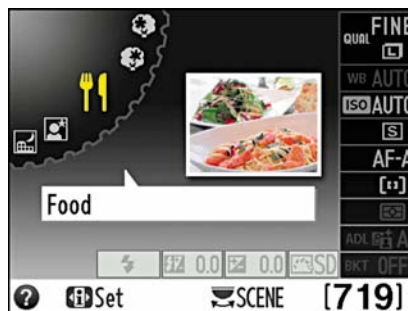 QUAL FINE
L
WB AUTO
ISO AUTO
S
AF-A
Food
ADL A
0.0 0.0 SD BKT OFF
? i Set SCENE [719]